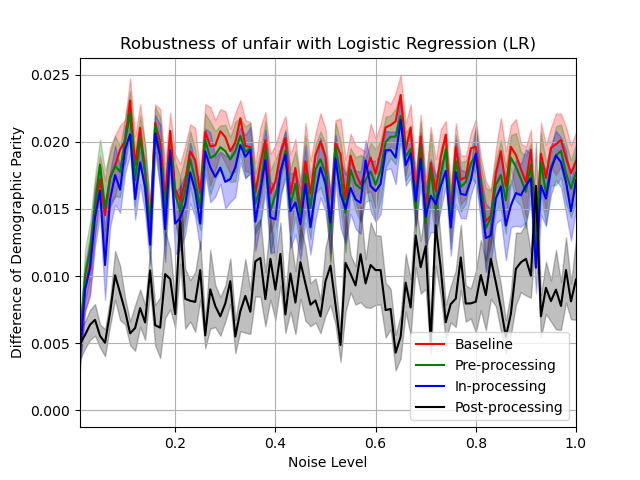 Robustness of unfair with Logistic Regression (LR)
0.025
0.020
0.015
0.010
0.005
0.000
Difference of Demographic Parity
Baseline
Pre-processing
In-processing
Post-processing
0.2 0.4 0.6 0.8 1.0
Noise Level